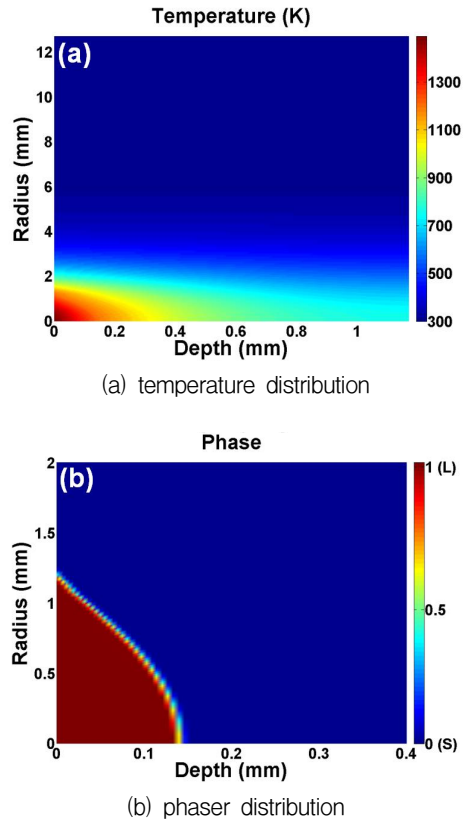 Temperature (K)
(a)
12
10
8
6
4
2
0
Radius (mm)
0 0.2 0.4 0.6 0.8 1
Depth (mm)
1300
1100
900
700
500
300
(a) temperature distribution
Phase
(b)
2
1.5
1
0.5
0
Radius (mm)
0 0.1 0.2 0.3 0.4
Depth (mm)
1 (L)
0.5
0 (S)
(b) phaser distribution